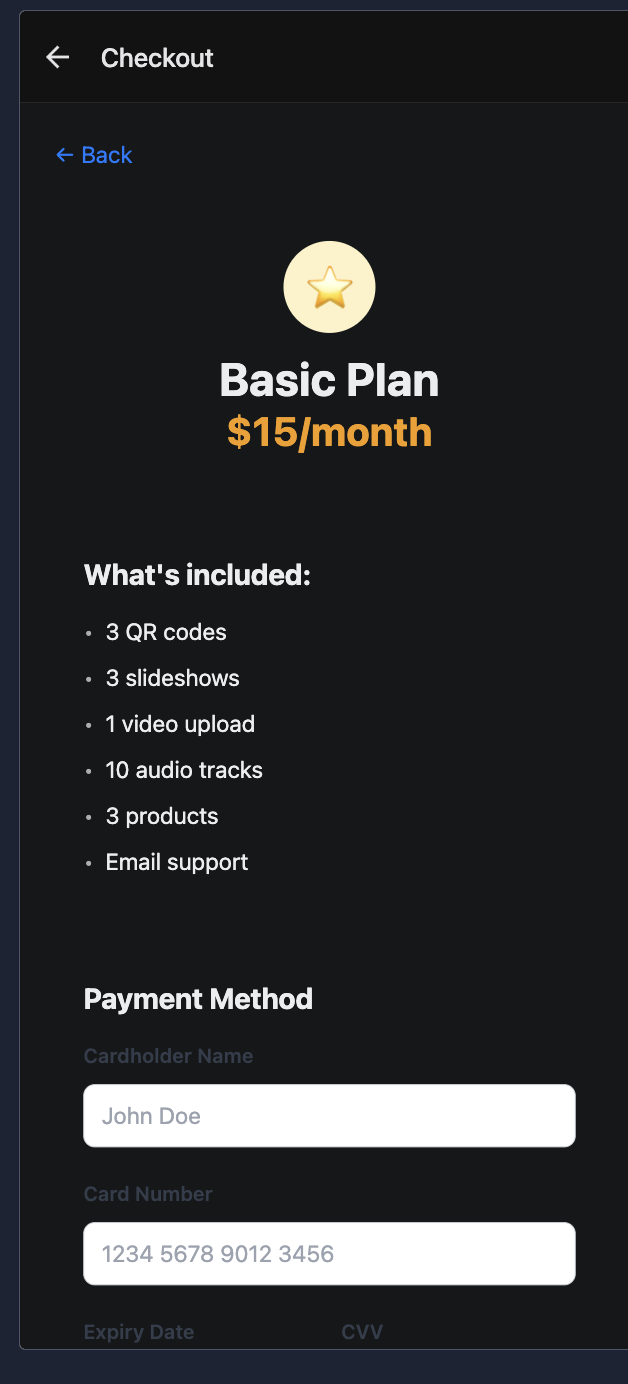 Checkout
← Back
Basic Plan
$15/month
What's included:
• 3 QR codes
• 3 slideshows
• 1 video upload
• 10 audio tracks
• 3 products
• Email support
Payment Method
Cardholder Name
John Doe
Card Number
1234 5678 9012 3456
Expiry Date CVV